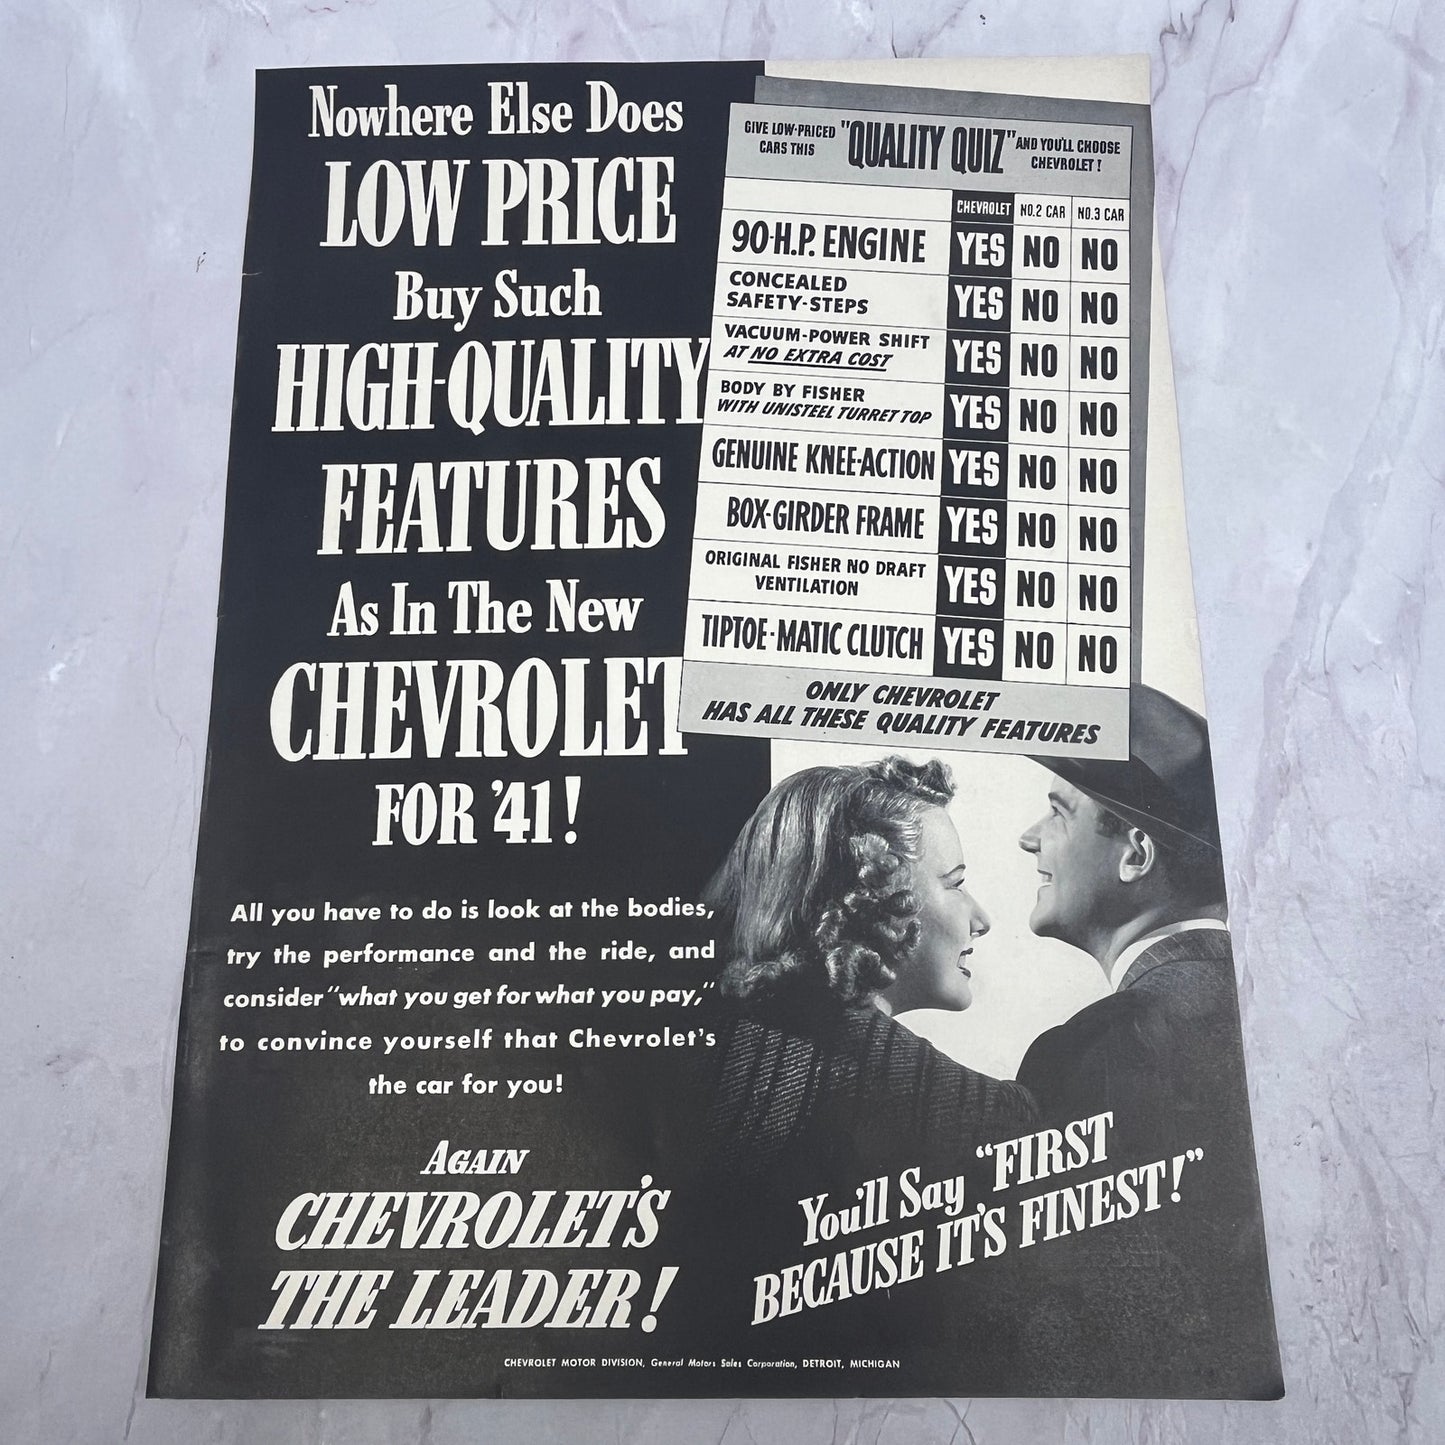 Nowhere Else Does
LOW PRICE
Buy Such
HIGH-QUALITY
FEATURES
As In The New
CHEVROLET
FOR '41!
All you have to do is look at the bodies,
try the performance and the ride, and
consider "what you get for what you pay,"
to convince yourself that Chevrolet's
the car for you!
AGAIN
CHEVROLET'S
THE LEADER!
GIVE LOW-PRICED
CARS THIS
"QUALITY QUIZ"
AND YOU'LL CHOOSE
CHEVROLET!
CHEVROLET NO.2 CAR NO.3 CAR
90-H.P. ENGINE YES NO NO
CONCEALED
SAFETY-STEPS YES NO NO
VACUUM-POWER SHIFT
AT NO EXTRA COST YES NO NO
BODY BY FISHER
WITH UNISTEEL TURRET TOP YES NO NO
GENUINE KNEE-ACTION YES NO NO
BOX-GIRDER FRAME YES NO NO
ORIGINAL FISHER NO DRAFT
VENTILATION YES NO NO
TIPTOE-MATIC CLUTCH YES NO NO
ONLY CHEVROLET
HAS ALL THESE QUALITY FEATURES
You'll Say "FIRST
BECAUSE IT'S FINEST!"
CHEVROLET MOTOR DIVISION, General Motors Sales Corporation, DETROIT, MICHIGAN